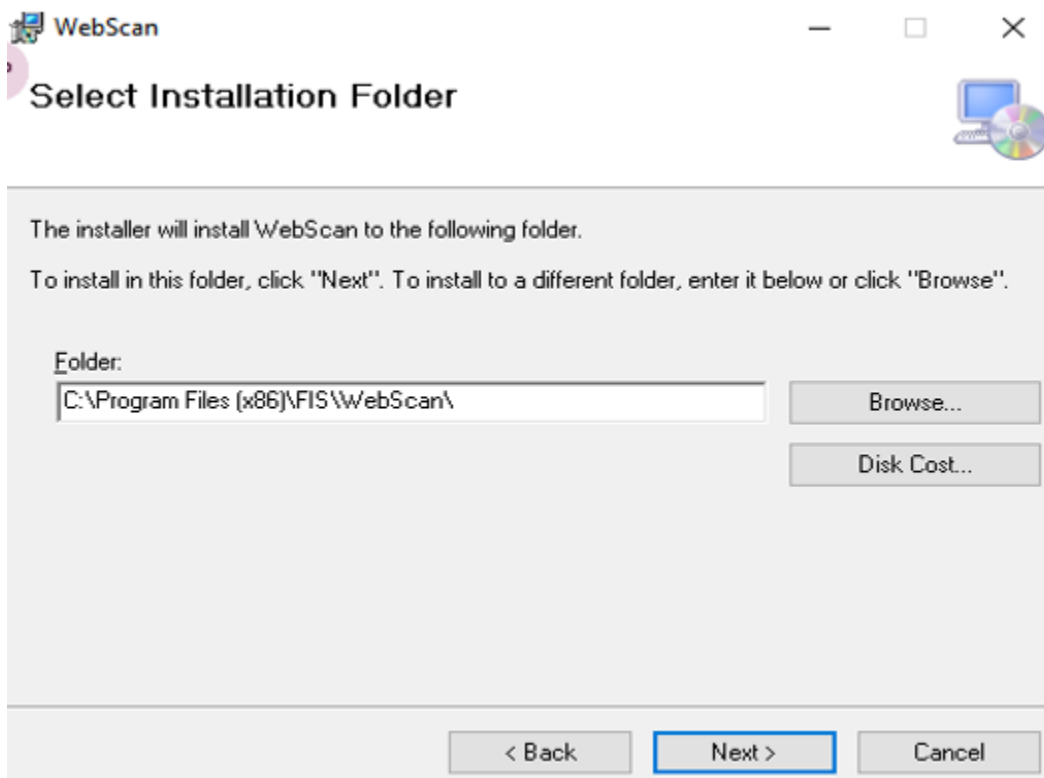 WebScan
Select Installation Folder
The installer will install WebScan to the following folder.
To install in this folder, click "Next". To install to a different folder, enter it below or click "Browse".
Folder:
C:\Program Files (x86)\FIS\WebScan\
Browse...
Disk Cost...
< Back
Next >
Cancel